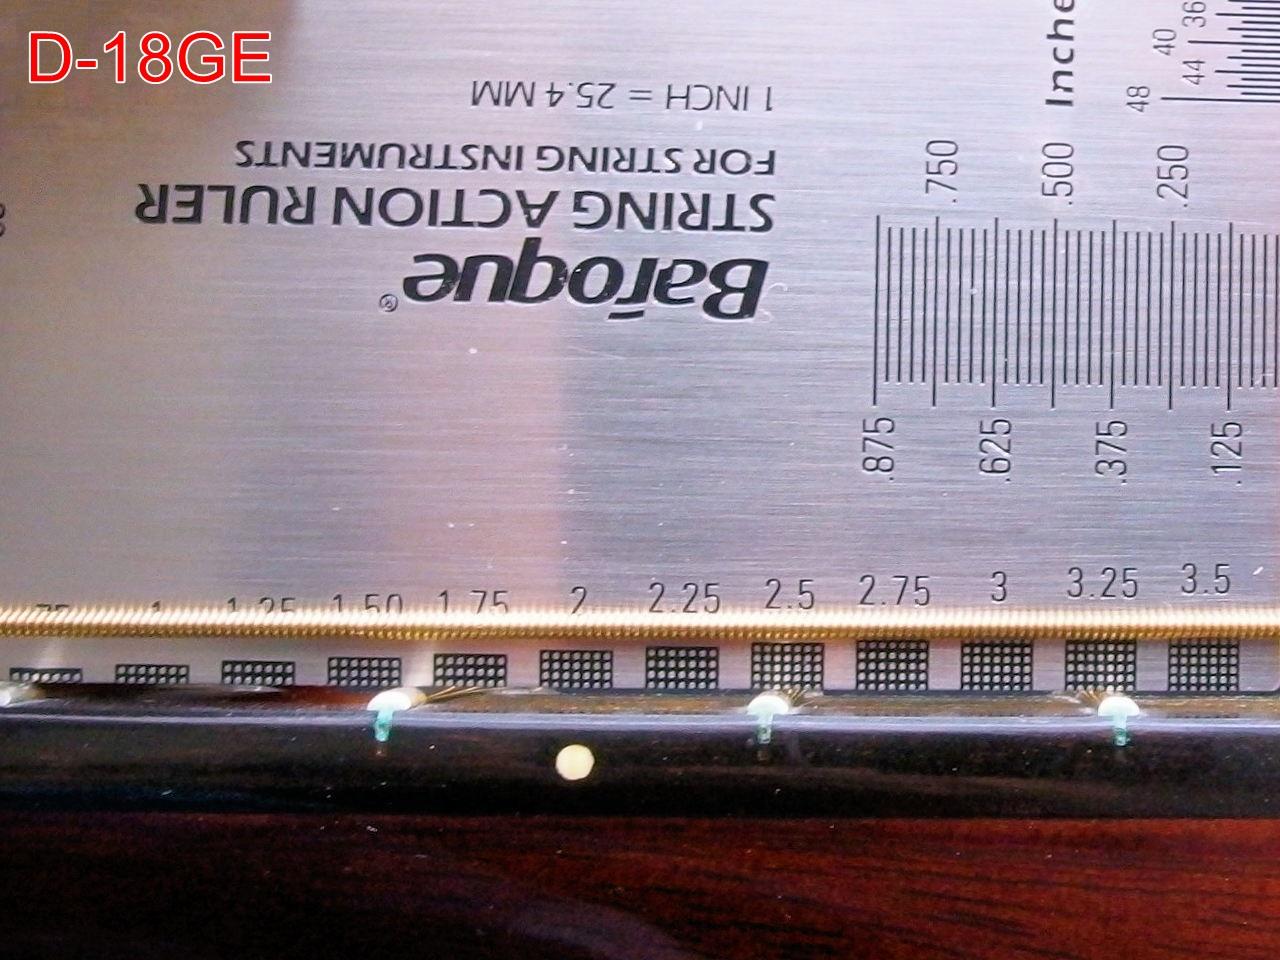 D-18GE
1 INCH = 25.4 MM
FOR STRING INSTRUMENTS
STRING ACTION RULER
Baroque®
Inche
48 44 40 36
.750 .500 .250
.875 .625 .375 .125
1 1.25 1.50 1.75 2 2.25 2.5 2.75 3 3.25 3.5